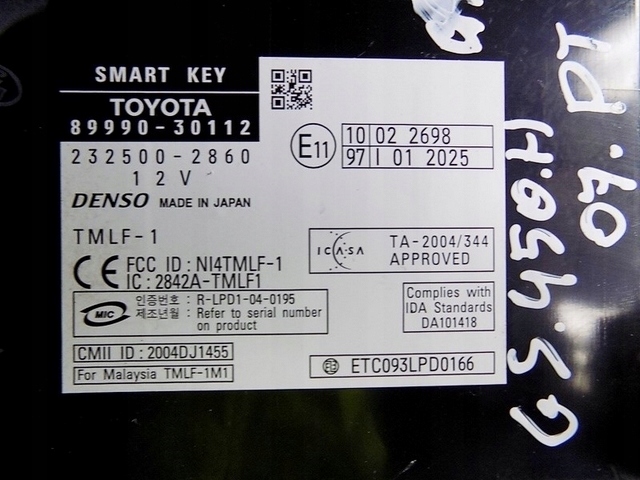 SMART KEY
TOYOTA
89990-30112
232500-2860
12V
DENSO MADE IN JAPAN
TMLF-1
FCC ID : NI4TMLF-1
IC : 2842A-TMLF1
MIC
인증번호 : R-LPD1-04-0195
제조년월 : Refer to serial number
on product
CMII ID : 2004DJ1455
For Malaysia TMLF-1M1
E11
10 02 2698
97 I 01 2025
ICASA
TA-2004/344
APPROVED
Complies with
IDA Standards
DA101418
ETC093LPD0166
GS450H